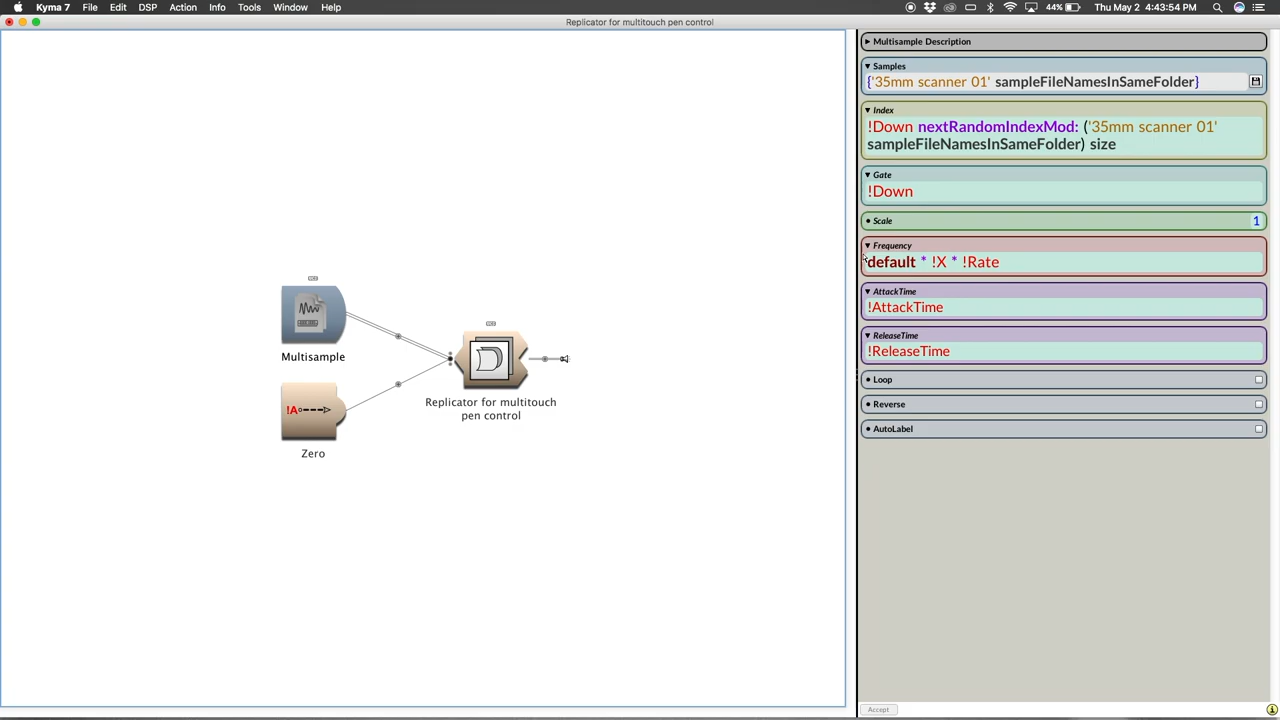 Kyma 7 File Edit DSP Action Info Tools Window Help 44% Thu May 2 4:43:54 PM
Replicator for multitouch pen control
Multisample Description
Samples
{'35mm scanner 01' sampleFileNamesInSameFolder}
Index
!Down nextRandomIndexMod: ('35mm scanner 01'
sampleFileNamesInSameFolder) size
Gate
!Down
Scale 1
Frequency
default * !X * !Rate
AttackTime
!AttackTime
ReleaseTime
!ReleaseTime
Loop
Reverse
AutoLabel
Multisample
!A
Zero
Replicator for multitouch
pen control
Accept